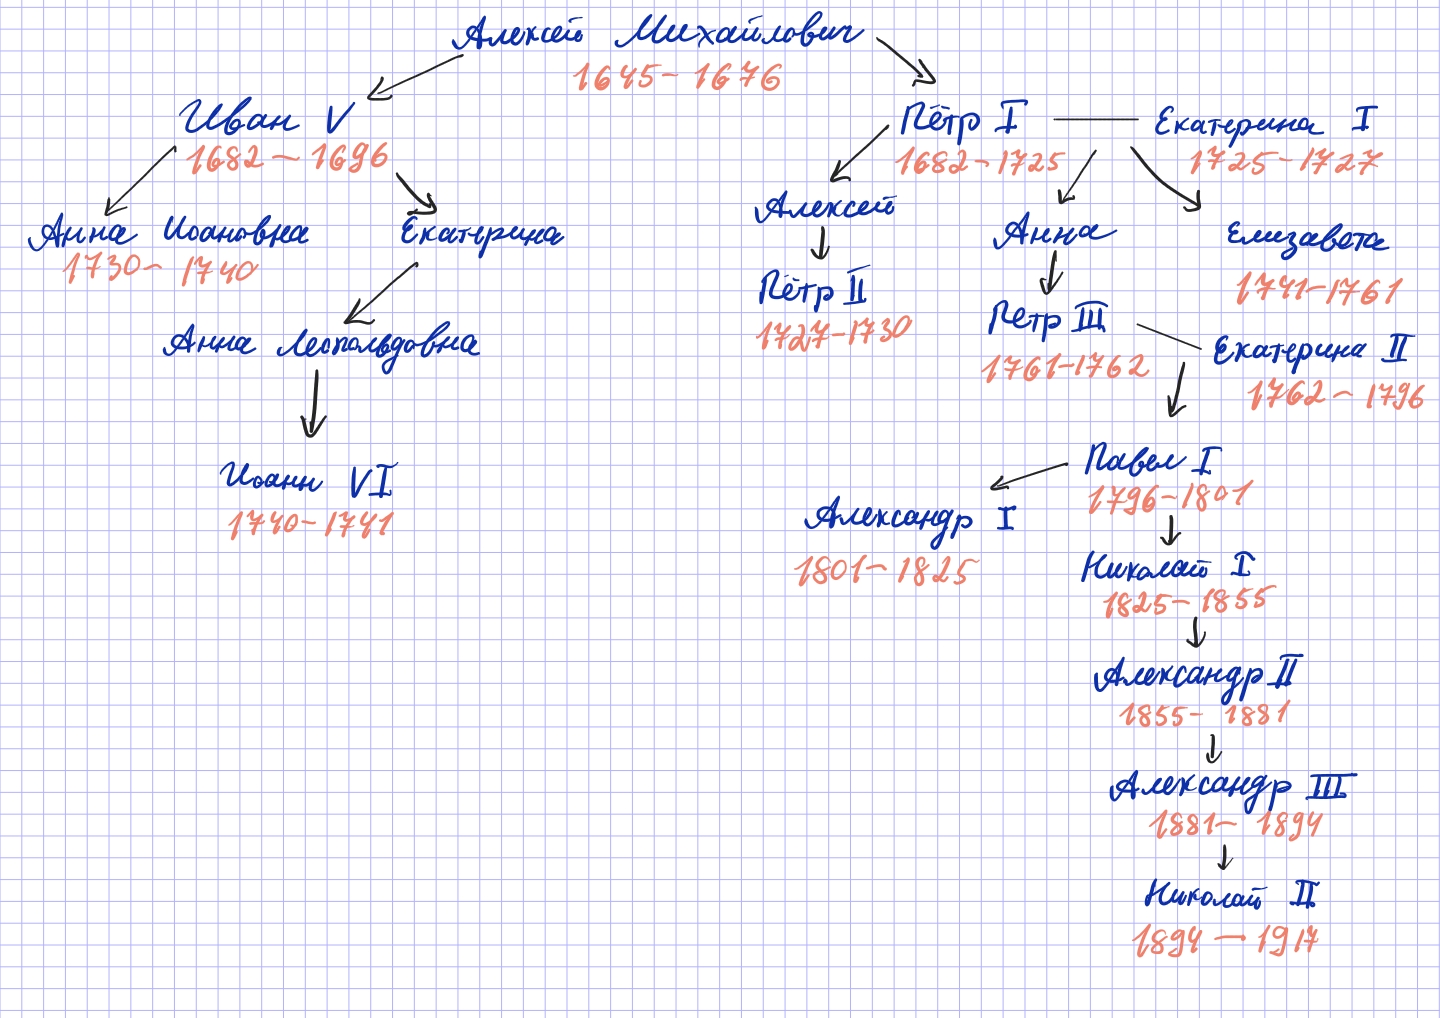 Алексей Михайлович
1645-1676
Иван V
1682-1696
Пётр I
1682-1725
Екатерина I
1725-1727
Анна Иоановна
1730-1740
Екатерина
Алексей
Анна
Елизавета
1741-1761
Пётр II
1727-1730
Пётр III
1761-1762
Екатерина II
1762-1796
Анна Леопольдовна
Иоанн VI
1740-1741
Павел I
1796-1801
Александр I
1801-1825
Николай I
1825-1855
Александр II
1855-1881
Александр III
1881-1894
Николай II
1894-1917